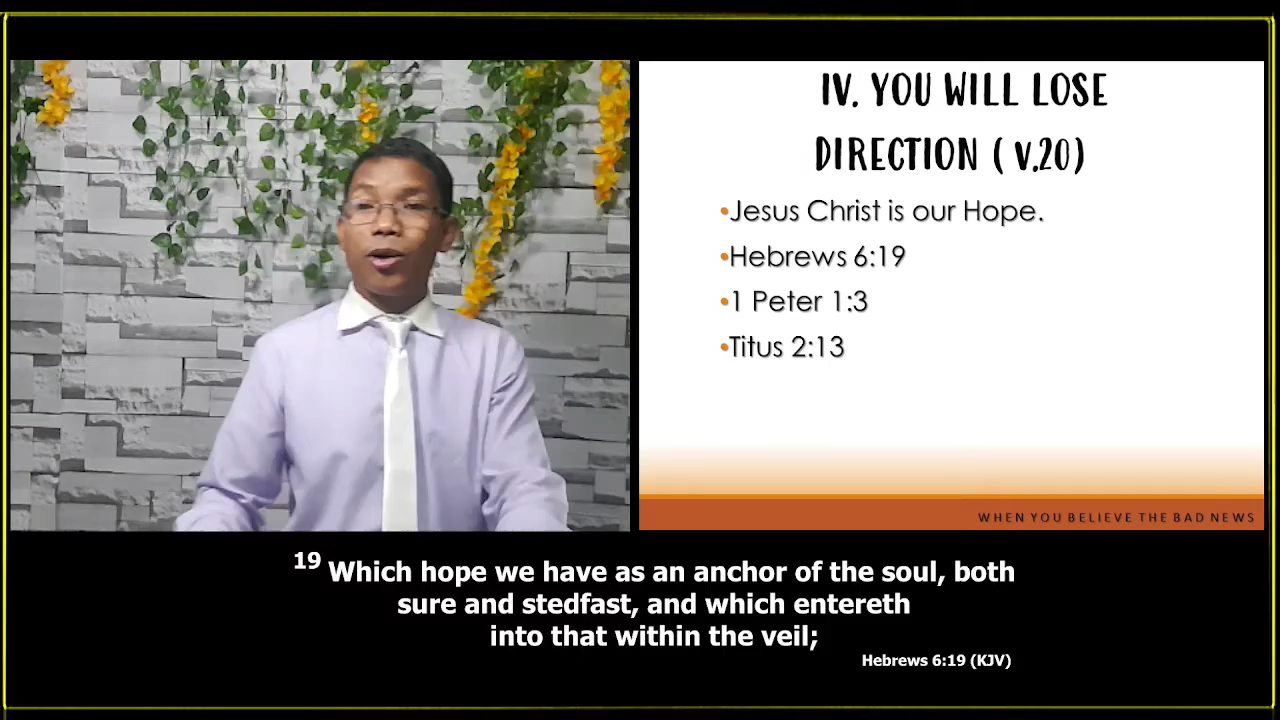 IV. YOU WILL LOSE
DIRECTION ( V.20)
•Jesus Christ is our Hope.
•Hebrews 6:19
•1 Peter 1:3
•Titus 2:13
WHEN YOU BELIEVE THE BAD NEWS
19 Which hope we have as an anchor of the soul, both
sure and stedfast, and which entereth
into that within the veil;
Hebrews 6:19 (KJV)